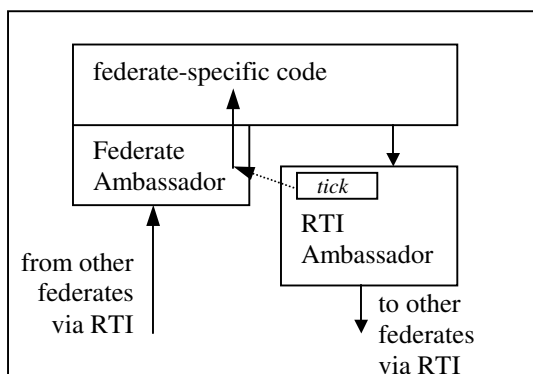 federate-specific code
Federate
Ambassador
tick
RTI
Ambassador
from other
federates
via RTI
to other
federates
via RTI